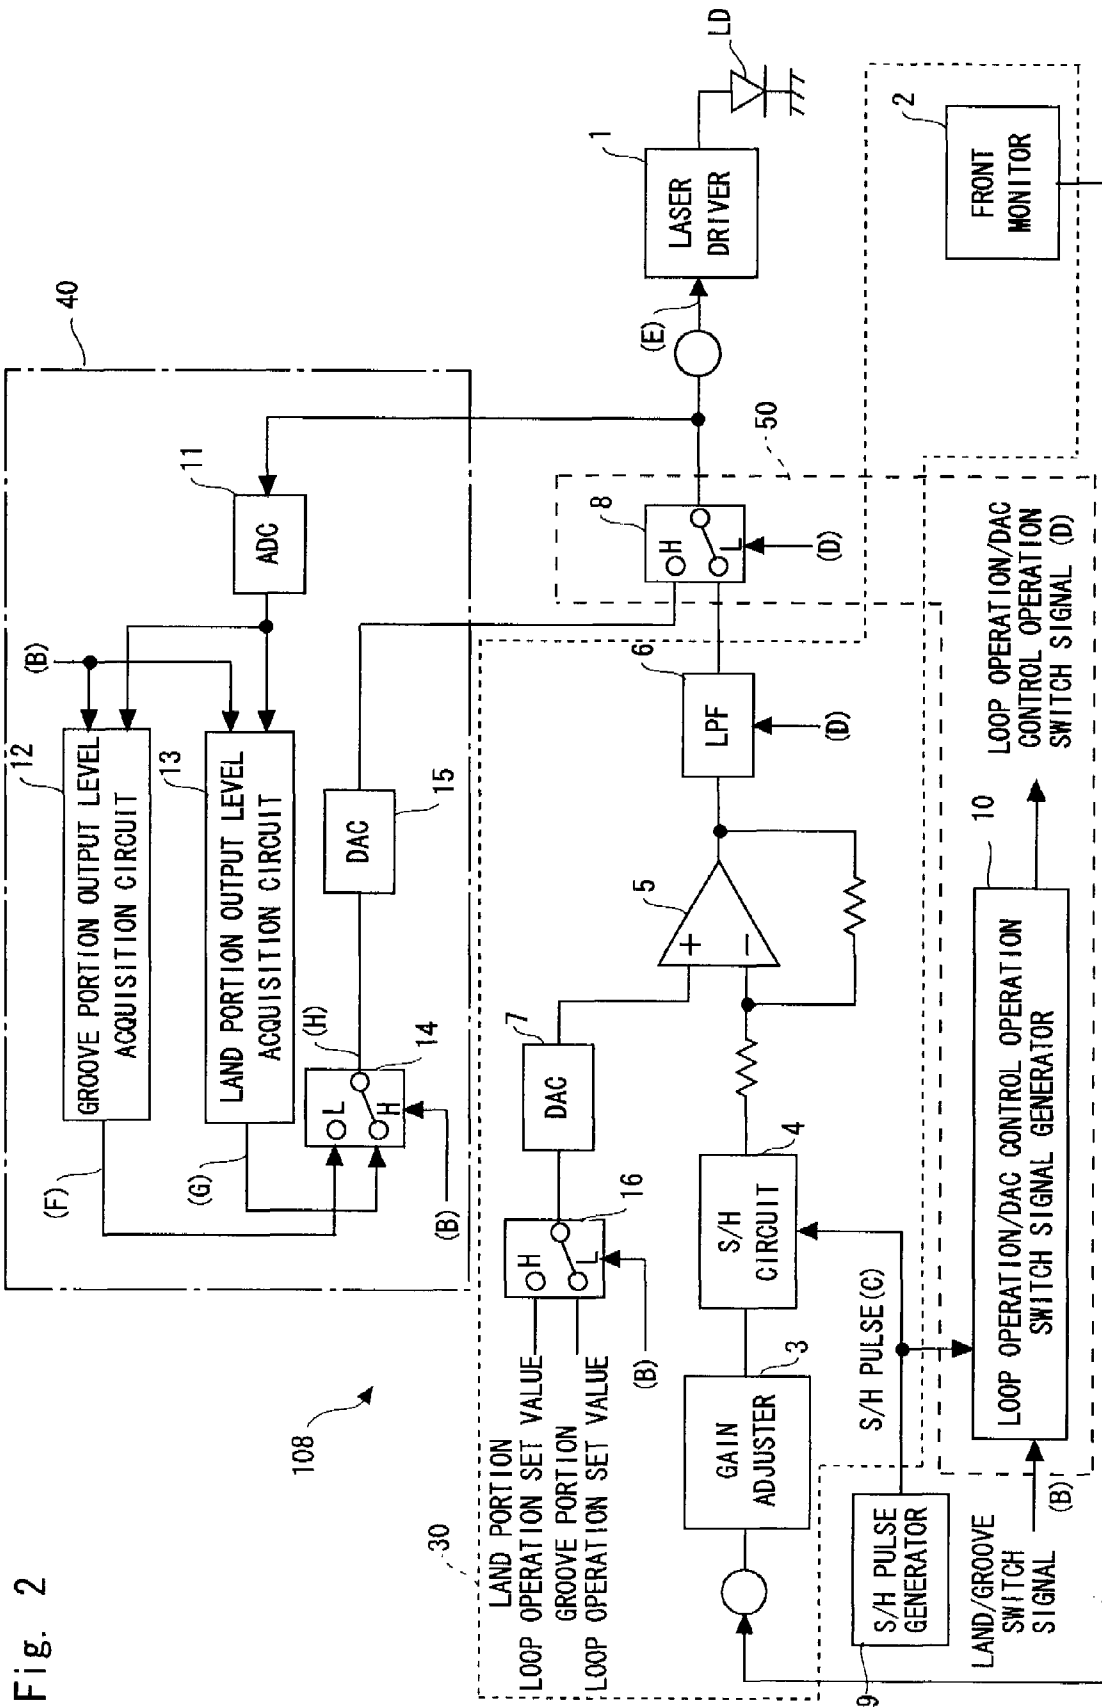 Fig. 2
108
40
(B)
12
GROOVE PORTION OUTPUT LEVEL
ACQUISITION CIRCUIT
13
LAND PORTION OUTPUT LEVEL
ACQUISITION CIRCUIT
11
ADC
(F)
(G)
(H)
L
H
14
(B)
15
DAC
30
LAND PORTION
LOOP OPERATION SET VALUE
GROOVE PORTION
LOOP OPERATION SET VALUE
H
L
16
(B)
7
DAC
5
+
−
6
LPF
(D)
8
H
L
(D)
50
(E)
1
LASER
DRIVER
LD
2
FRONT
MONITOR
GAIN
ADJUSTER
3
S/H
CIRCUIT
4
S/H PULSE(C)
S/H PULSE
GENERATOR
9
LAND/GROOVE
SWITCH
SIGNAL
(B)
LOOP OPERATION/DAC CONTROL OPERATION
SWITCH SIGNAL GENERATOR
10
LOOP OPERATION/DAC
CONTROL OPERATION
SWITCH SIGNAL (D)